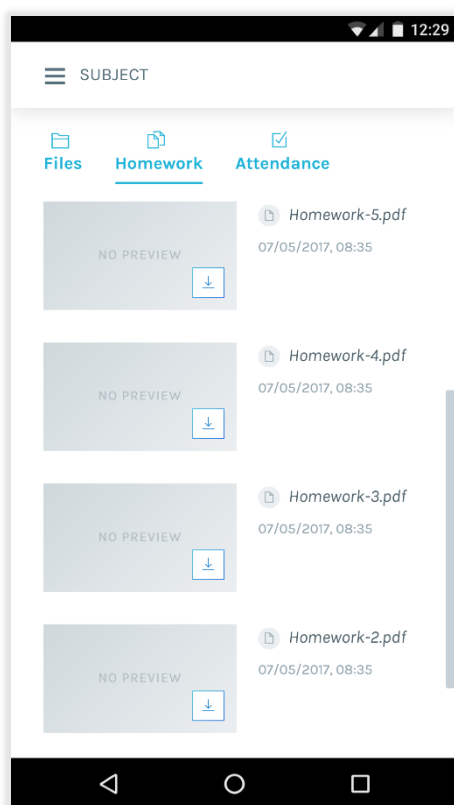 12:29
SUBJECT
Files Homework Attendance
Homework-5.pdf
07/05/2017, 08:35
NO PREVIEW
Homework-4.pdf
07/05/2017, 08:35
NO PREVIEW
Homework-3.pdf
07/05/2017, 08:35
NO PREVIEW
Homework-2.pdf
07/05/2017, 08:35
NO PREVIEW